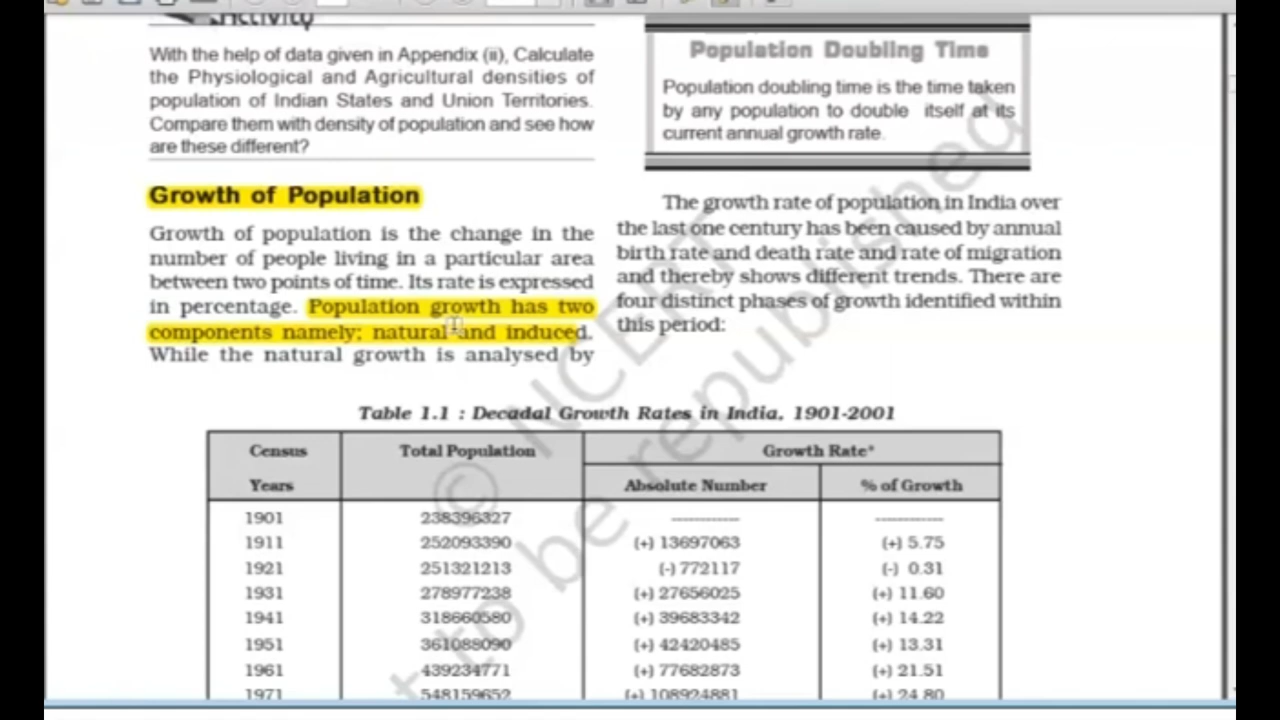 Activity
With the help of data given in Appendix (ii), Calculate
the Physiological and Agricultural densities of
population of Indian States and Union Territories.
Compare them with density of population and see how
are these different?
Growth of Population
Growth of population is the change in the
number of people living in a particular area
between two points of time. Its rate is expressed
in percentage. Population growth has two
components namely; natural and induced.
While the natural growth is analysed by
Population Doubling Time
Population doubling time is the time taken
by any population to double itself at its
current annual growth rate.
The growth rate of population in India over
the last one century has been caused by annual
birth rate and death rate and rate of migration
and thereby shows different trends. There are
four distinct phases of growth identified within
this period:
Table 1.1 : Decadal Growth Rates in India, 1901-2001
Census Years Total Population Growth Rate*
Absolute Number % of Growth
1901 238396327 ------------ ------------
1911 252093390 (+) 13697063 (+) 5.75
1921 251321213 (-) 772117 (-) 0.31
1931 278977238 (+) 27656025 (+) 11.60
1941 318660580 (+) 39683342 (+) 14.22
1951 361088090 (+) 42420485 (+) 13.31
1961 439234771 (+) 77682873 (+) 21.51
1971 548159652 (+) 108924881 (+) 24.80
© NCERT
not to be republished